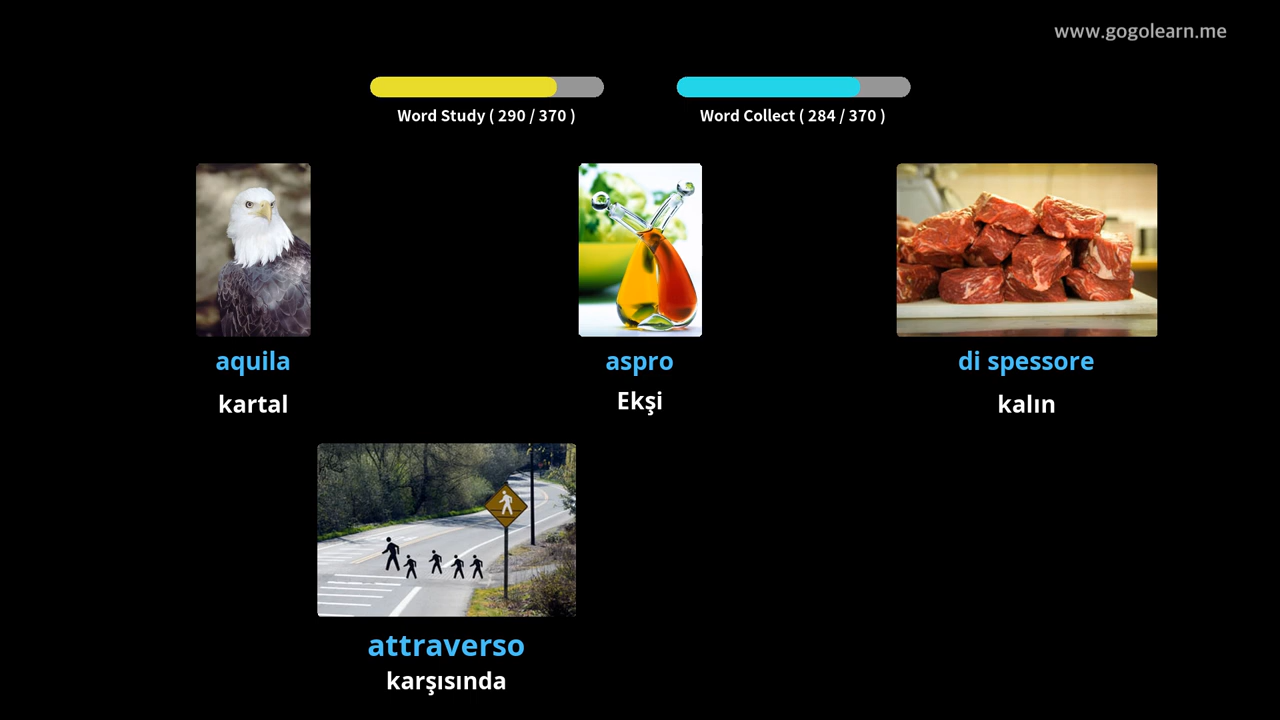 www.gogolearn.me
Word Study ( 290 / 370 )
Word Collect ( 284 / 370 )
aquila
kartal
aspro
Ekşi
di spessore
kalın
attraverso
karşısında